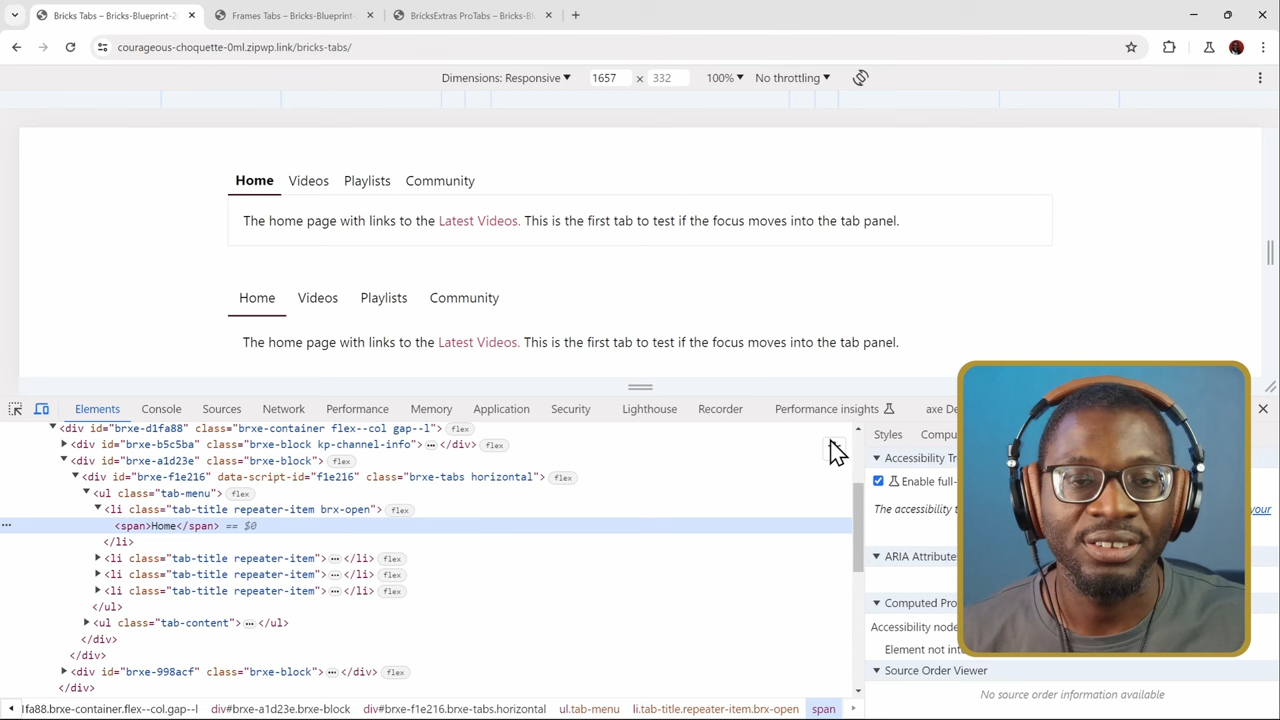 Bricks Tabs – Bricks-Blueprint-2
Frames Tabs – Bricks-Blueprint-
BricksExtras ProTabs – Bricks-Bl
courageous-choquette-0ml.zipwp.link/bricks-tabs/
Dimensions: Responsive 1657 × 332 100% No throttling
Home Videos Playlists Community
The home page with links to the Latest Videos. This is the first tab to test if the focus moves into the tab panel.
Home Videos Playlists Community
The home page with links to the Latest Videos. This is the first tab to test if the focus moves into the tab panel.
Elements Console Sources Network Performance Memory Application Security Lighthouse Recorder Performance insights axe De
<div id="brxe-d1fa88" class="brxe-container flex--col gap--l"> flex
<div id="brxe-b5c5ba" class="brxe-block kp-channel-info"> … </div> flex
<div id="brxe-a1d23e" class="brxe-block"> flex
<div id="brxe-f1e216" data-script-id="f1e216" class="brxe-tabs horizontal"> flex
<ul class="tab-menu"> flex
<li class="tab-title repeater-item brx-open"> flex
<span>Home</span> == $0
</li>
<li class="tab-title repeater-item"> … </li> flex
<li class="tab-title repeater-item"> … </li> flex
<li class="tab-title repeater-item"> … </li> flex
</ul>
<ul class="tab-content"> … </ul>
</div>
</div>
<div id="brxe-998acf" class="brxe-block"> … </div> flex
</div>
lfa88.brxe-container.flex--col.gap--l div#brxe-a1d23e.brxe-block div#brxe-f1e216.brxe-tabs.horizontal ul.tab-menu li.tab-title.repeater-item.brx-open span
Styles Compu
Accessibility Tr
Enable full-
The accessibility t
your
ARIA Attribute
Computed Pro
Accessibility node
Element not int
Source Order Viewer
No source order information available